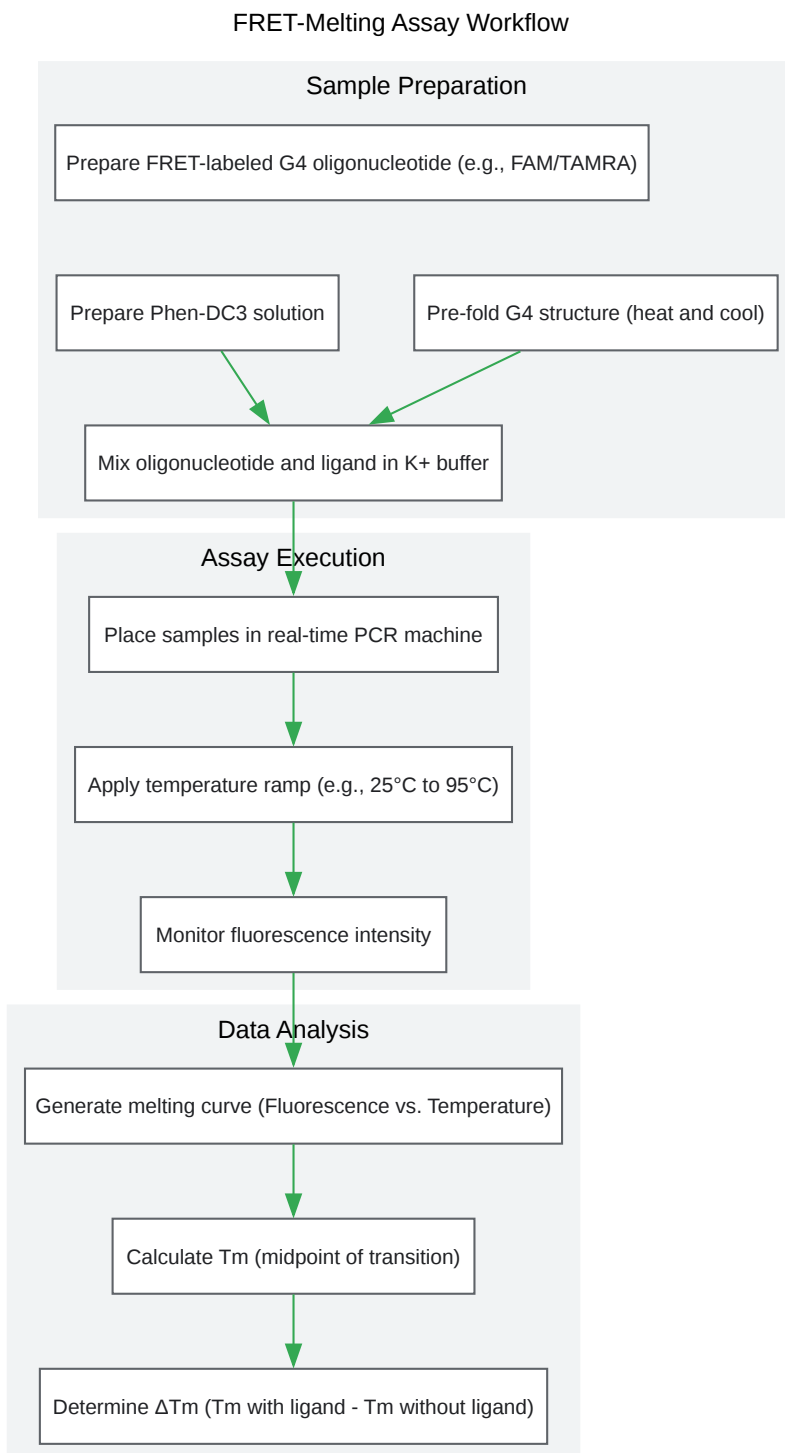 FRET-Melting Assay Workflow
Sample Preparation
Prepare FRET-labeled G4 oligonucleotide (e.g., FAM/TAMRA)
Prepare Phen-DC3 solution
Pre-fold G4 structure (heat and cool)
Mix oligonucleotide and ligand in K+ buffer
Assay Execution
Place samples in real-time PCR machine
Apply temperature ramp (e.g., 25°C to 95°C)
Monitor fluorescence intensity
Data Analysis
Generate melting curve (Fluorescence vs. Temperature)
Calculate Tm (midpoint of transition)
Determine ΔTm (Tm with ligand - Tm without ligand)